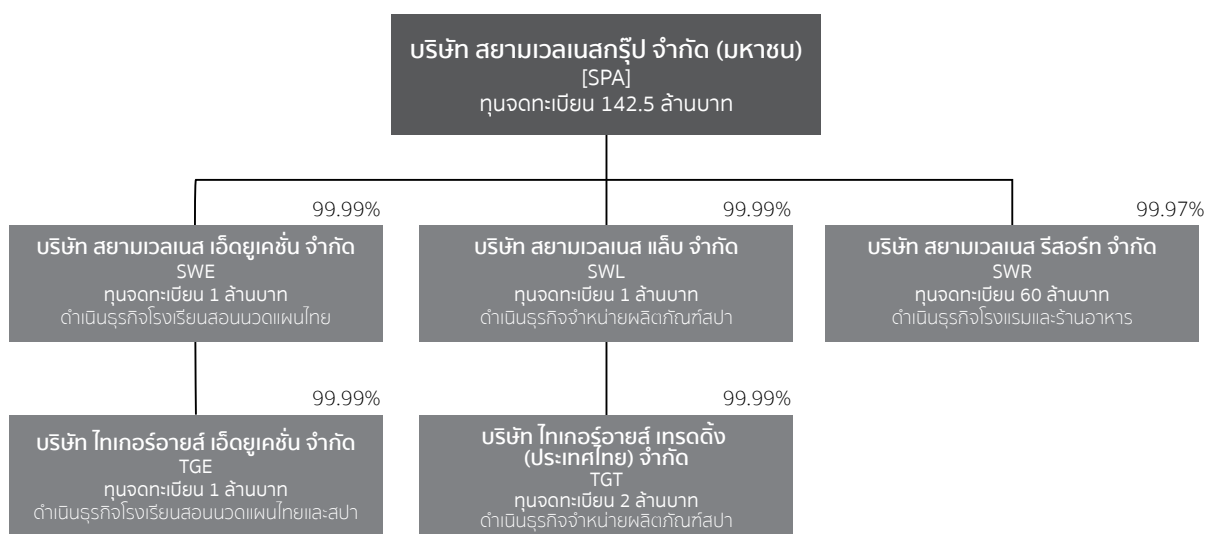 บริษัท สยามเวลเนสกรุ๊ป จำกัด (มหาชน)
[SPA]
ทุนจดทะเบียน 142.5 ล้านบาท
99.99%
บริษัท สยามเวลเนส เอ็ดยูเคชั่น จำกัด
SWE
ทุนจดทะเบียน 1 ล้านบาท
ดำเนินธุรกิจโรงเรียนสอนนวดแผนไทย
99.99%
บริษัท สยามเวลเนส แล็บ จำกัด
SWL
ทุนจดทะเบียน 1 ล้านบาท
ดำเนินธุรกิจจำหน่ายผลิตภัณฑ์สปา
99.97%
บริษัท สยามเวลเนส รีสอร์ท จำกัด
SWR
ทุนจดทะเบียน 60 ล้านบาท
ดำเนินธุรกิจโรงแรมและร้านอาหาร
99.99%
บริษัท ไทเกอร์อายส์ เอ็ดยูเคชั่น จำกัด
TGE
ทุนจดทะเบียน 1 ล้านบาท
ดำเนินธุรกิจโรงเรียนสอนนวดแผนไทยและสปา
99.99%
บริษัท ไทเกอร์อายส์ เทรดดิ้ง
(ประเทศไทย) จำกัด
TGT
ทุนจดทะเบียน 2 ล้านบาท
ดำเนินธุรกิจจำหน่ายผลิตภัณฑ์สปา